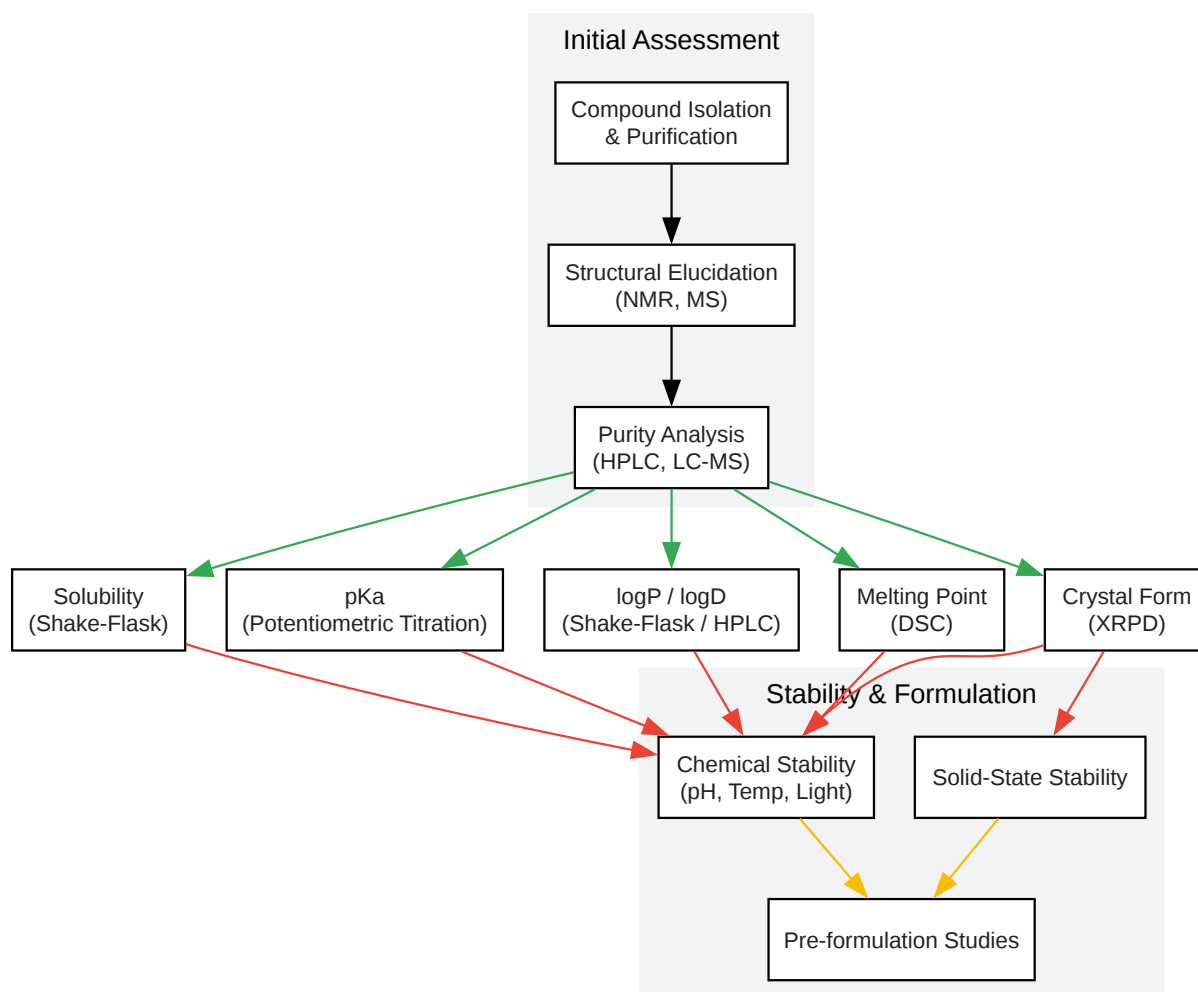 Initial Assessment
Compound Isolation
& Purification
Structural Elucidation
(NMR, MS)
Purity Analysis
(HPLC, LC-MS)
Solubility
(Shake-Flask)
pKa
(Potentiometric Titration)
logP / logD
(Shake-Flask / HPLC)
Melting Point
(DSC)
Crystal Form
(XRPD)
Stability & Formulation
Chemical Stability
(pH, Temp, Light)
Solid-State Stability
Pre-formulation Studies